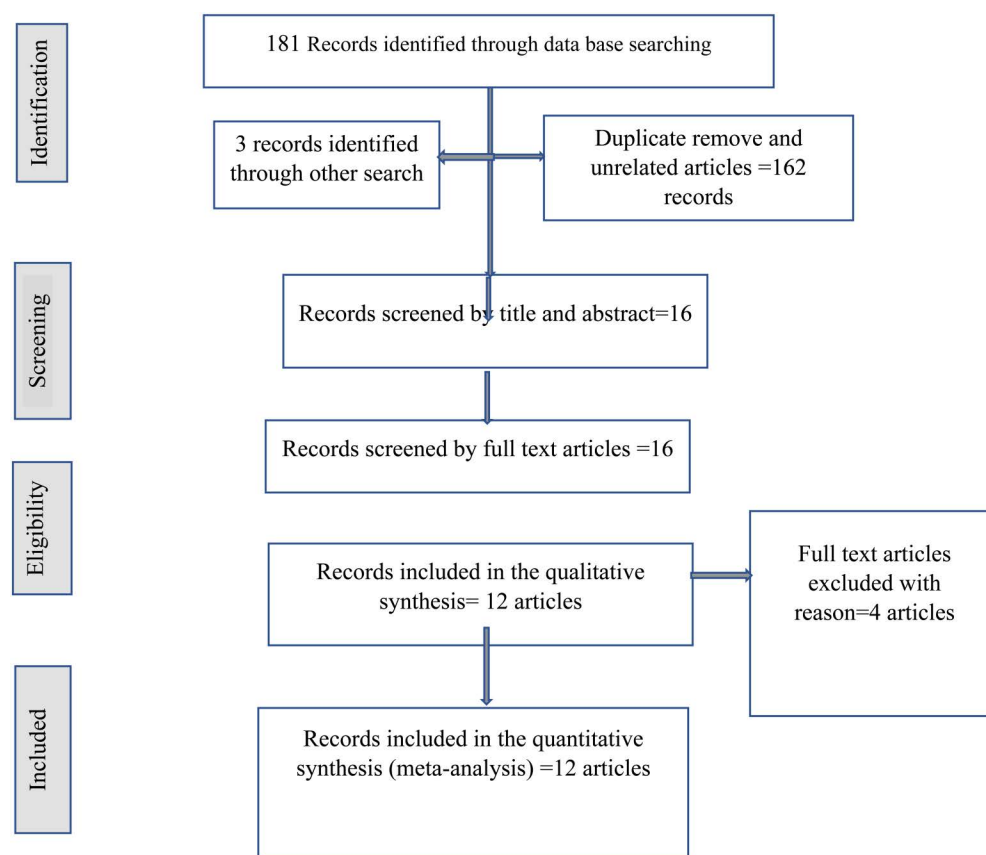 Identification
181 Records identified through data base searching
3 records identified
through other search
Duplicate remove and
unrelated articles =162
records
Screening
Records screened by title and abstract=16
Records screened by full text articles =16
Eligibility
Records included in the qualitative
synthesis= 12 articles
Full text articles
excluded with
reason=4 articles
Included
Records included in the quantitative
synthesis (meta-analysis) =12 articles